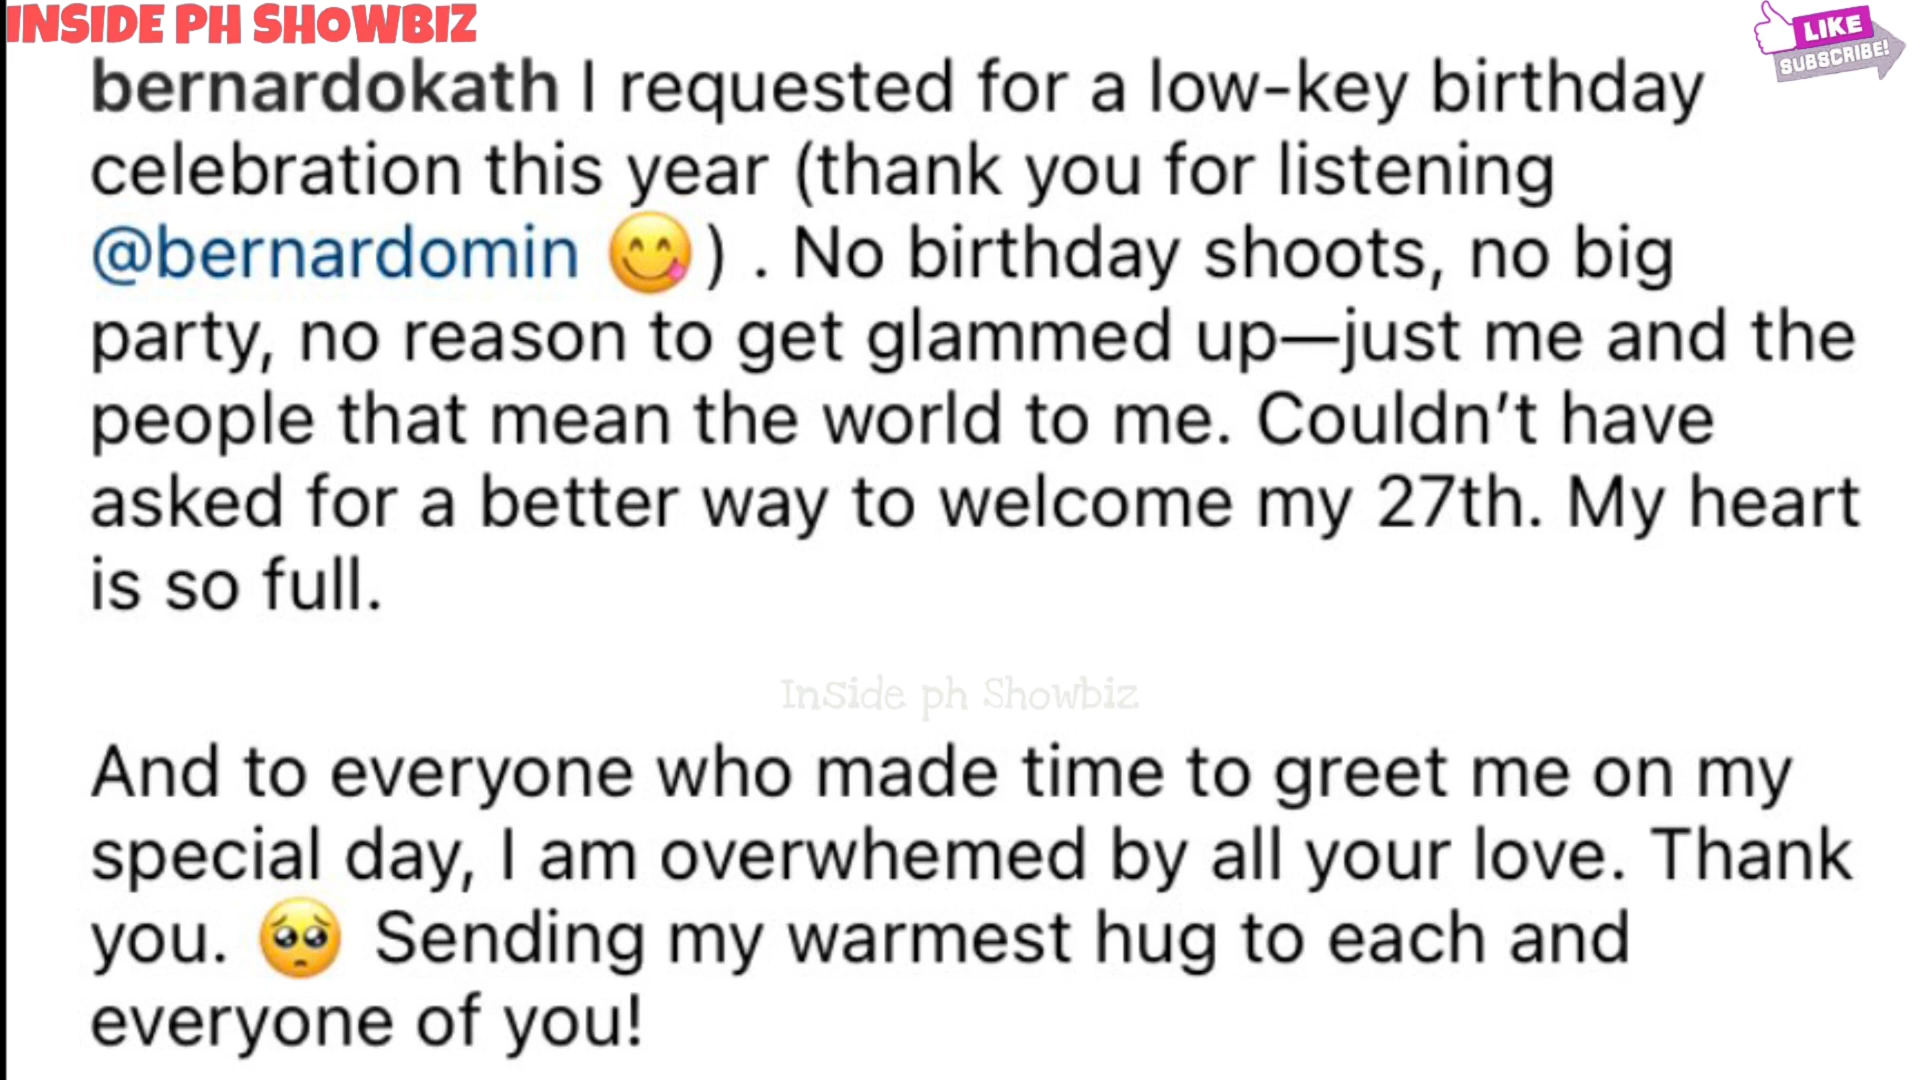 INSIDE PH SHOWBIZ
LIKE
SUBSCRIBE!
bernardokath I requested for a low-key birthday
celebration this year (thank you for listening
@bernardomin 😋) . No birthday shoots, no big
party, no reason to get glammed up—just me and the
people that mean the world to me. Couldn’t have
asked for a better way to welcome my 27th. My heart
is so full.
Inside ph Showbiz
And to everyone who made time to greet me on my
special day, I am overwhemed by all your love. Thank
you. 🥺 Sending my warmest hug to each and
everyone of you!